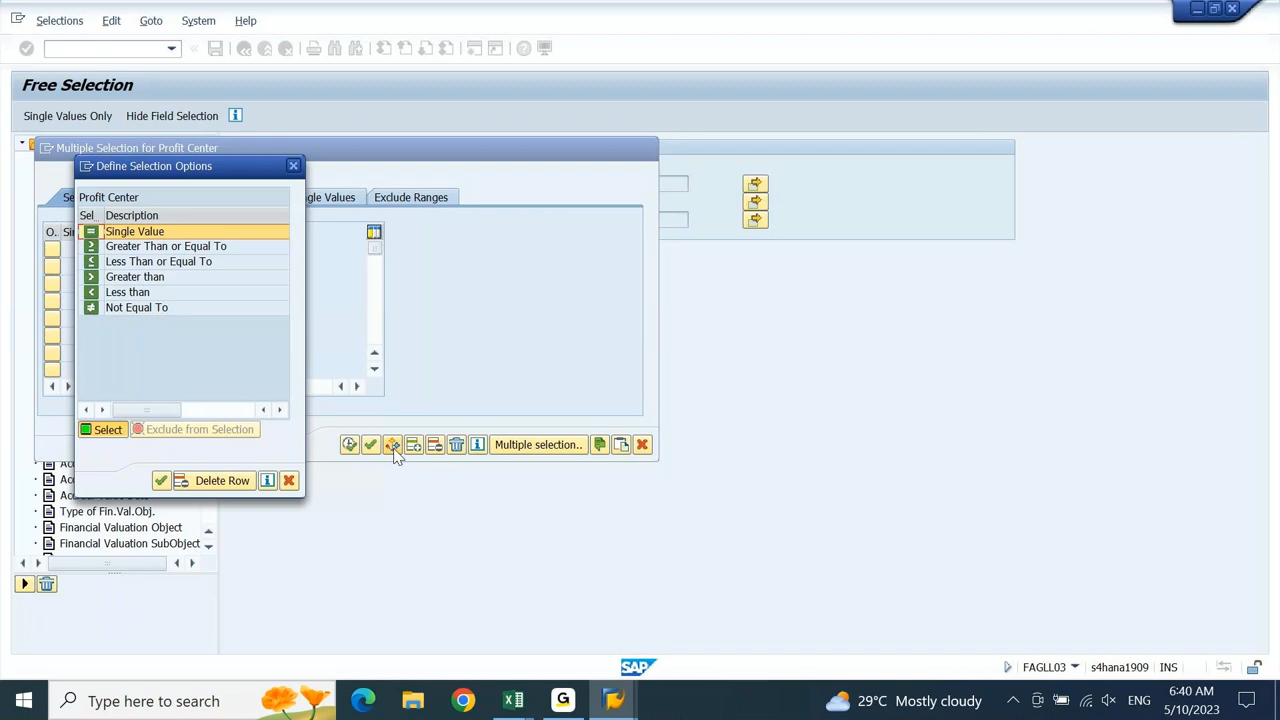 Selections Edit Goto System Help
Free Selection
Single Values Only Hide Field Selection
Multiple Selection for Profit Center
Define Selection Options
Profit Center
gle Values Exclude Ranges
Sel.. Description
O..
Single Value
Greater Than or Equal To
Less Than or Equal To
Greater than
Less than
Not Equal To
Select Exclude from Selection
Multiple selection..
Delete Row
Type of Fin.Val.Obj.
Financial Valuation Object
Financial Valuation SubObject
SAP
FAGLL03 s4hana1909 INS
Type here to search
29°C Mostly cloudy
ENG
6:40 AM
5/10/2023